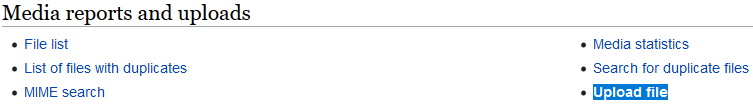 Media reports and uploads
File list
List of files with duplicates
MIME search
Media statistics
Search for duplicate files
Upload file